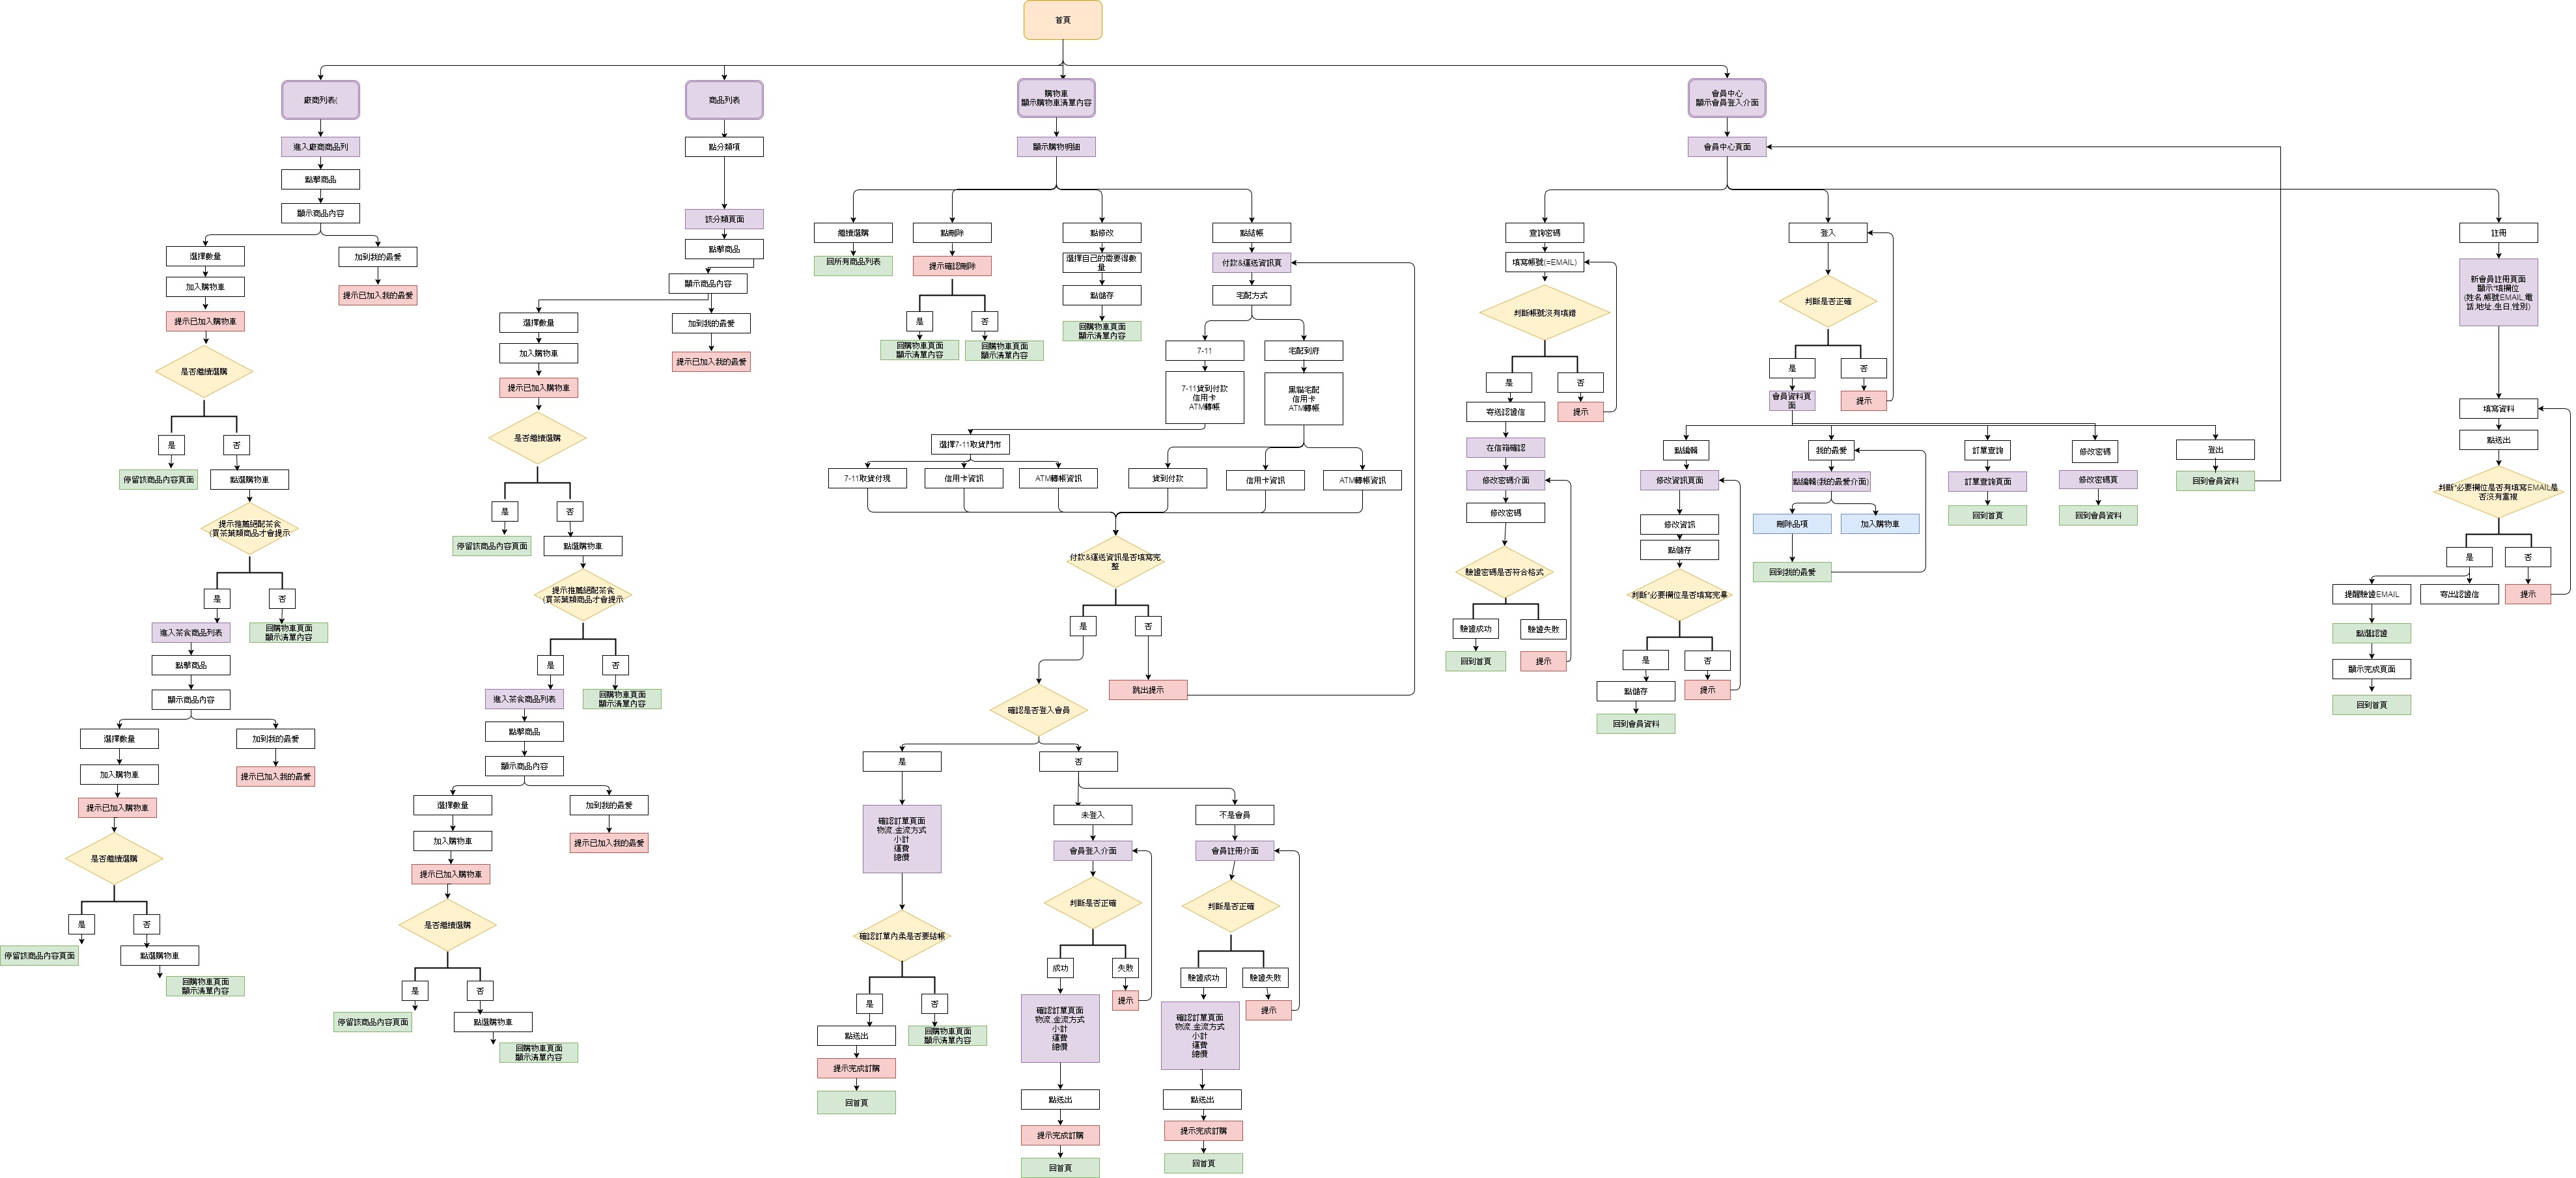 首頁
廠商列表(
進入廠商商品列
點擊商品
顯示商品內容
選擇數量
加到我的最愛
加入購物車
提示已加入我的最愛
提示已加入購物車
是否繼續選購
是
否
停留該商品內容頁面
點選購物車
提示推薦絕配茶食
(買茶葉類商品才會提示
是
否
進入茶食商品列表
回購物車頁面
顯示清單內容
點擊商品
顯示商品內容
選擇數量
加到我的最愛
加入購物車
提示已加入我的最愛
提示已加入購物車
是否繼續選購
是
否
停留該商品內容頁面
點選購物車
回購物車頁面
顯示清單內容
商品列表
點分類項
該分類頁面
點擊商品
顯示商品內容
選擇數量
加到我的最愛
加入購物車
提示已加入我的最愛
提示已加入購物車
是否繼續選購
是
否
停留該商品內容頁面
點選購物車
提示推薦絕配茶食
(買茶葉類商品才會提示
是
否
進入茶食商品列表
回購物車頁面
顯示清單內容
點擊商品
顯示商品內容
選擇數量
加到我的最愛
加入購物車
提示已加入我的最愛
提示已加入購物車
是否繼續選購
是
否
停留該商品內容頁面
點選購物車
回購物車頁面
顯示清單內容
購物車
顯示購物車清單內容
顯示購物明細
繼續選購
回所有商品列表
點刪除
提示確認刪除
是
否
回購物車頁面
顯示清單內容
回購物車頁面
顯示清單內容
點修改
選擇自己的需要得數
量
點儲存
回購物車頁面
顯示清單內容
點結帳
付款&運送資訊頁
宅配方式
7-11
宅配到府
7-11貨到付款
信用卡
ATM轉帳
黑貓宅配
信用卡
ATM轉帳
選擇7-11取貨門市
7-11取貨付現
信用卡資訊
ATM轉帳資訊
貨到付款
信用卡資訊
ATM轉帳資訊
付款&運送資訊是否填寫完
整
是
否
跳出提示
確認是否登入會員
是
否
確認訂單頁面
物流,金流方式
小計
運費
總價
確認訂單內柔是否要結帳
是
否
點送出
回購物車頁面
顯示清單內容
提示完成訂購
回首頁
未登入
不是會員
會員登入介面
會員註冊介面
判斷是否正確
判斷是否正確
成功
失敗
提示
驗證成功
驗證失敗
提示
確認訂單頁面
物流,金流方式
小計
運費
總價
確認訂單頁面
物流,金流方式
小計
運費
總價
點送出
點送出
提示完成訂購
提示完成訂購
回首頁
回首頁
會員中心
顯示會員登入介面
會員中心頁面
查詢密碼
填寫帳號(=EMAIL)
判斷帳號沒有填錯
是
否
寄送認證信
提示
在信箱確認
修改密碼介面
修改密碼
驗證密碼是否符合格式
驗證成功
驗證失敗
回到首頁
提示
登入
判斷是否正確
是
否
會員資料頁
面
提示
點編輯
修改資訊頁面
修改資訊
點儲存
判斷*必要欄位是否填寫完畢
是
否
點儲存
提示
回到會員資料
我的最愛
點編輯(我的最愛介面)
刪除品項
加入購物車
回到我的最愛
訂單查詢
訂單查詢頁面
回到首頁
修改密碼
修改密碼頁
回到會員資料
登出
回到會員資料
註冊
新會員註冊頁面
顯示*填欄位
(姓名,帳號EMAIL,電
話,地址,生日,性別)
填寫資料
點送出
判斷*必要欄位是否有填寫EMAIL是
否沒有重複
是
否
提醒驗證EMAIL
寄出認證信
提示
點選認證
顯示完成頁面
回到首頁